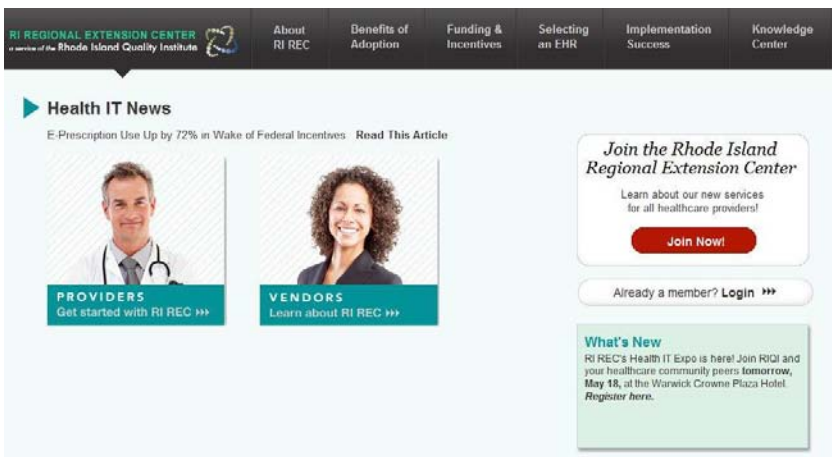 RI REGIONAL EXTENSION CENTER
a service of the Rhode Island Quality Institute
About
RI REC
Benefits of
Adoption
Funding &
Incentives
Selecting
an EHR
Implementation
Success
Knowledge
Center
Health IT News
E-Prescription Use Up by 72% in Wake of Federal Incentives Read This Article
PROVIDERS
Get started with RI REC >>>
VENDORS
Learn about RI REC >>>
Join the Rhode Island
Regional Extension Center
Learn about our new services
for all healthcare providers!
Join Now!
Already a member? Login >>>
What's New
RI REC's Health IT Expo is here! Join RIQI and
your healthcare community peers tomorrow,
May 18, at the Warwick Crowne Plaza Hotel.
Register here.